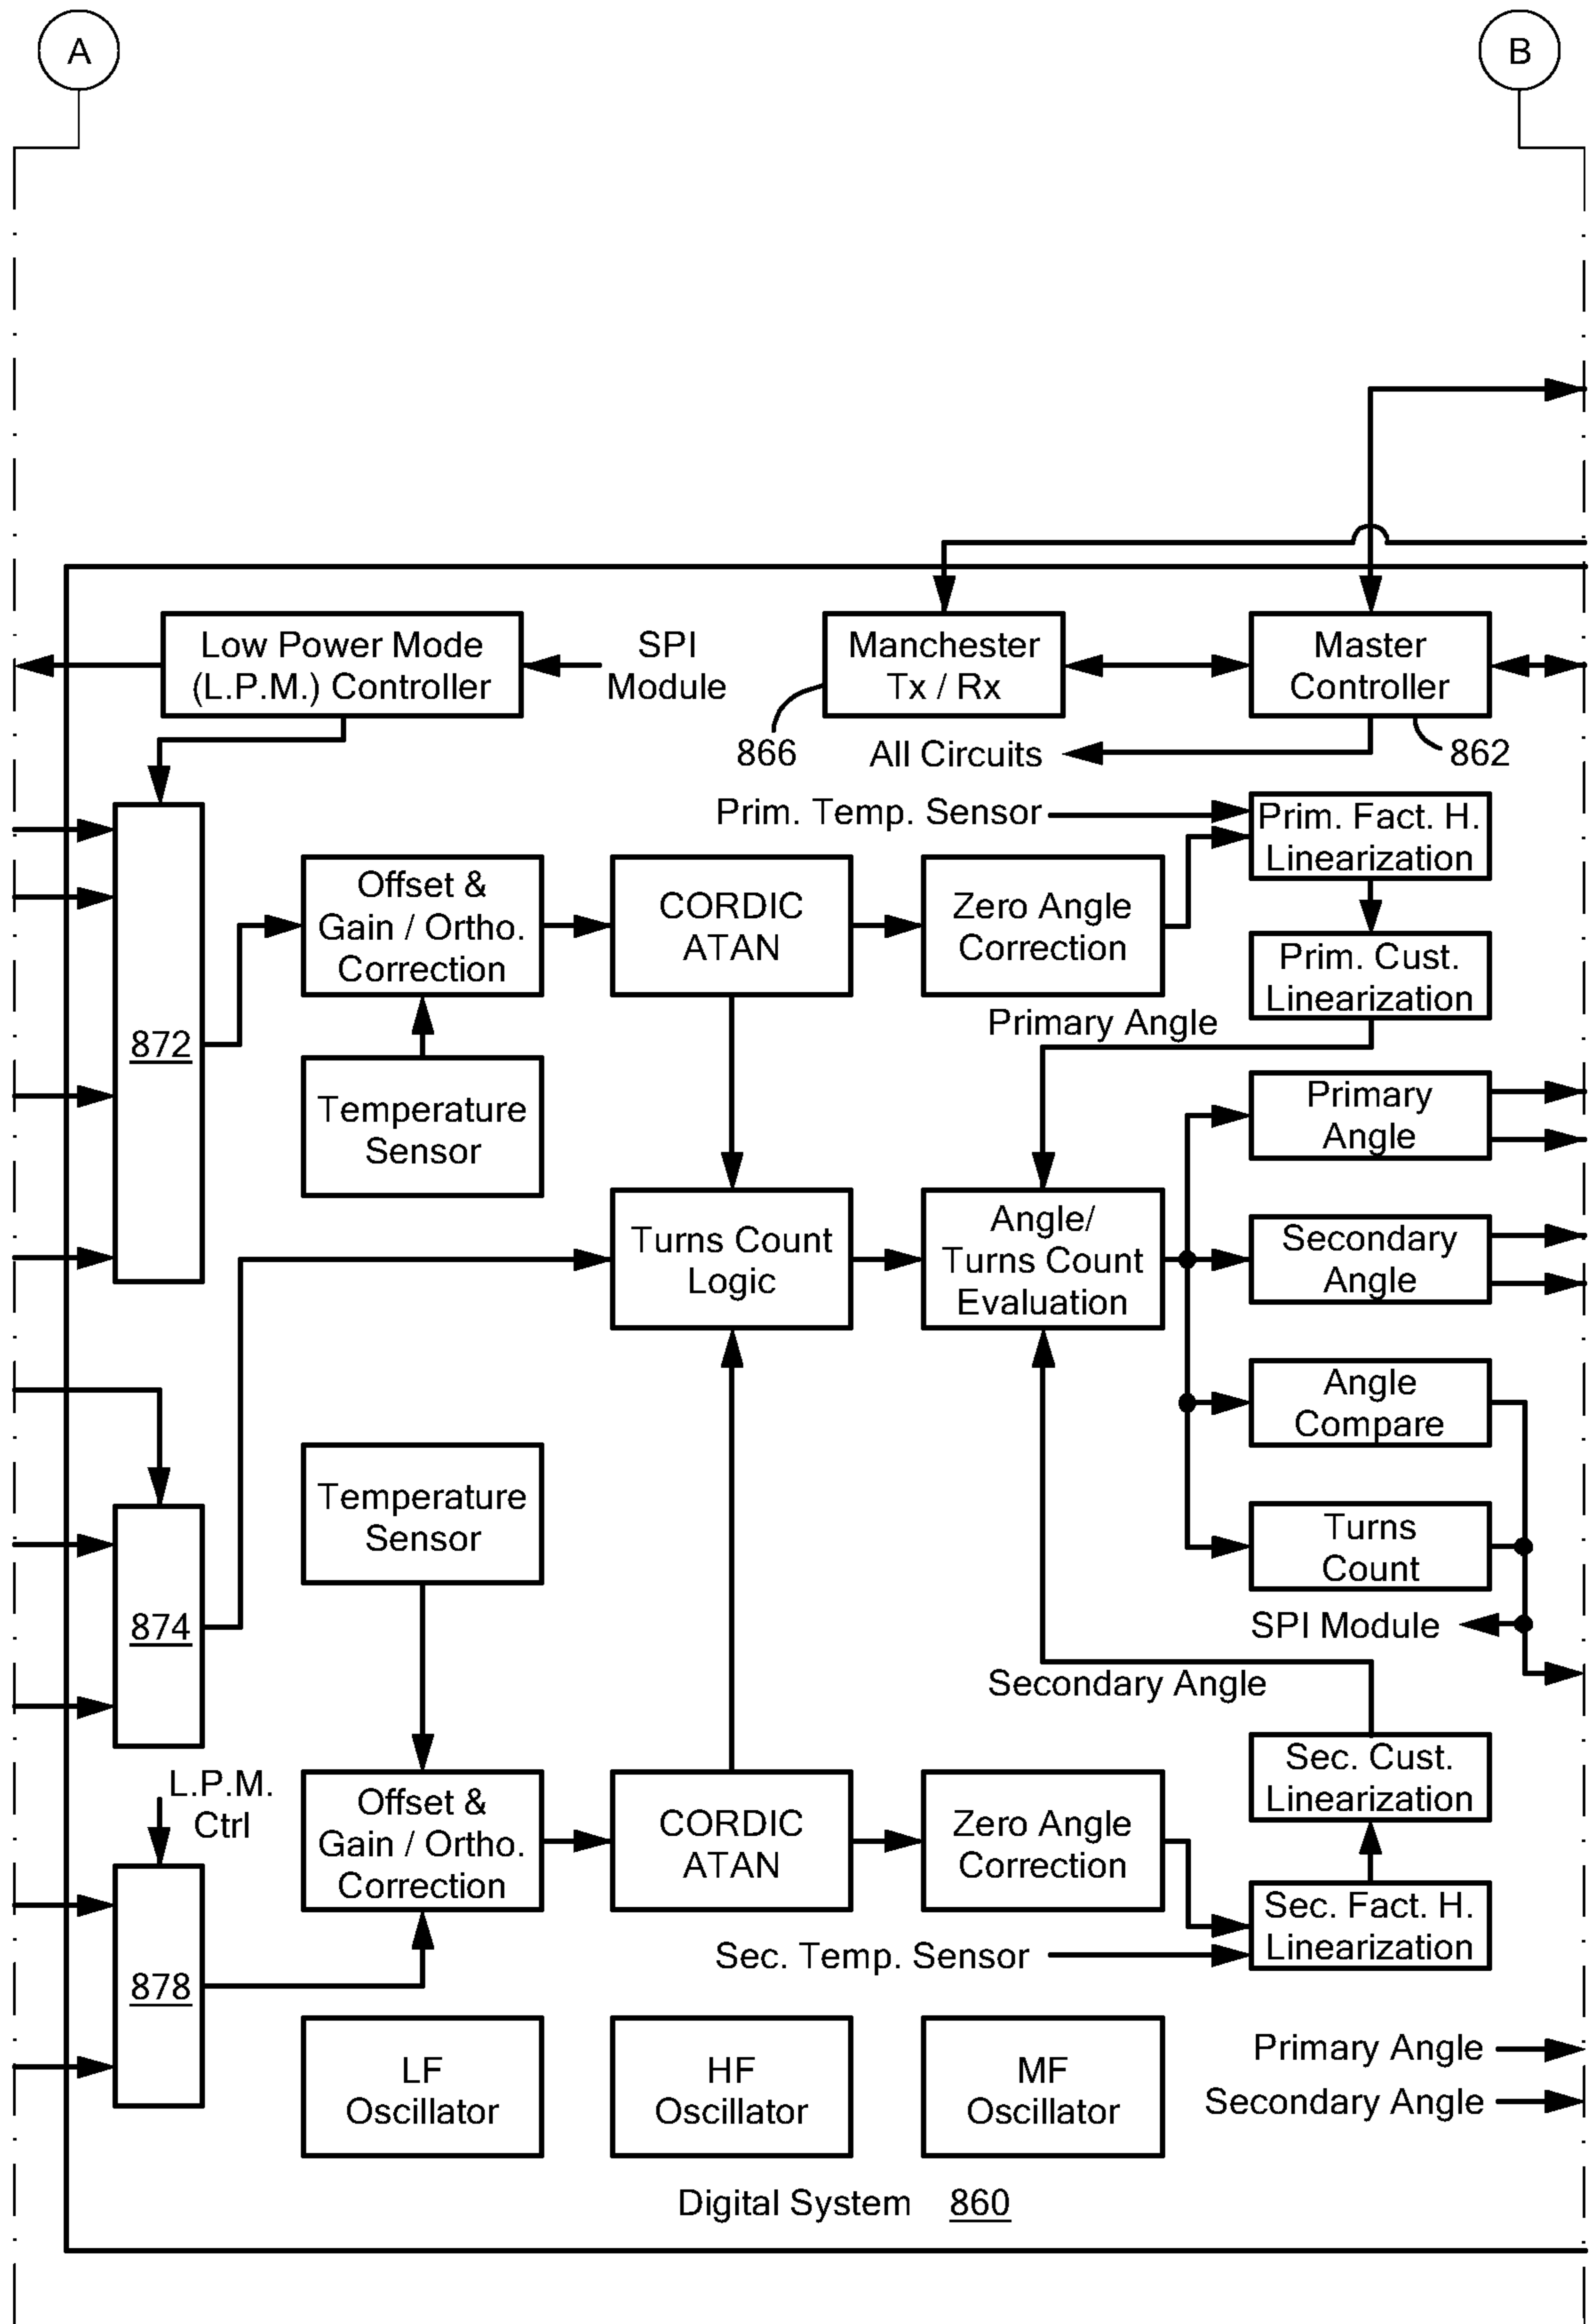 A
B
Low Power Mode
(L.P.M.) Controller
SPI
Module
Manchester
Tx / Rx
Master
Controller
866
All Circuits
862
Prim. Temp. Sensor
Prim. Fact. H.
Linearization
Offset &
Gain / Ortho.
Correction
CORDIC
ATAN
Zero Angle
Correction
Prim. Cust.
Linearization
872
Primary Angle
Temperature
Sensor
Primary
Angle
Turns Count
Logic
Angle/
Turns Count
Evaluation
Secondary
Angle
Angle
Compare
Temperature
Sensor
Turns
Count
874
SPI Module
Secondary Angle
L.P.M.
Ctrl
Sec. Cust.
Linearization
Offset &
Gain / Ortho.
Correction
CORDIC
ATAN
Zero Angle
Correction
Sec. Fact. H.
Linearization
Sec. Temp. Sensor
878
LF
Oscillator
HF
Oscillator
MF
Oscillator
Primary Angle
Secondary Angle
Digital System 860